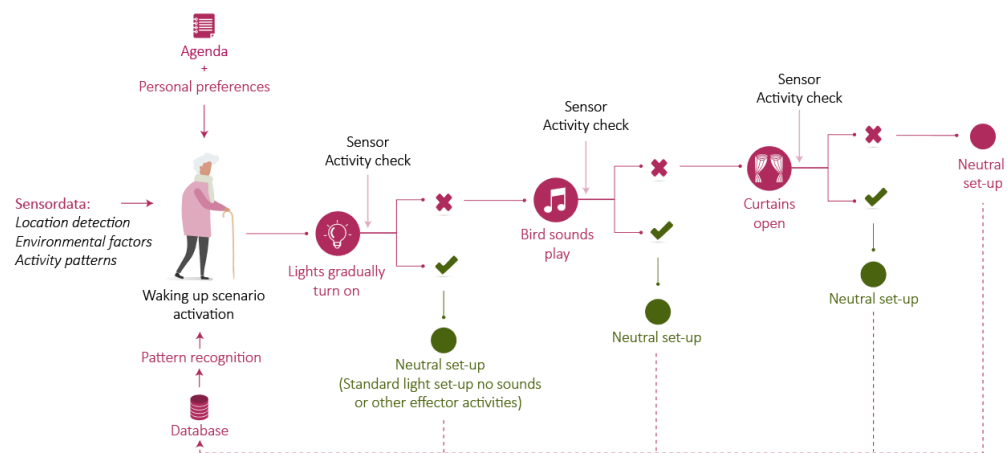 Agenda
+
Personal preferences
Sensordata:
Location detection
Environmental factors
Activity patterns
Waking up scenario
activation
Pattern recognition
Database
Sensor
Activity check
Lights gradually
turn on
Neutral set-up
(Standard light set-up no sounds
or other effector activities)
Sensor
Activity check
Bird sounds
play
Neutral set-up
Sensor
Activity check
Curtains
open
Neutral set-up
Neutral
set-up